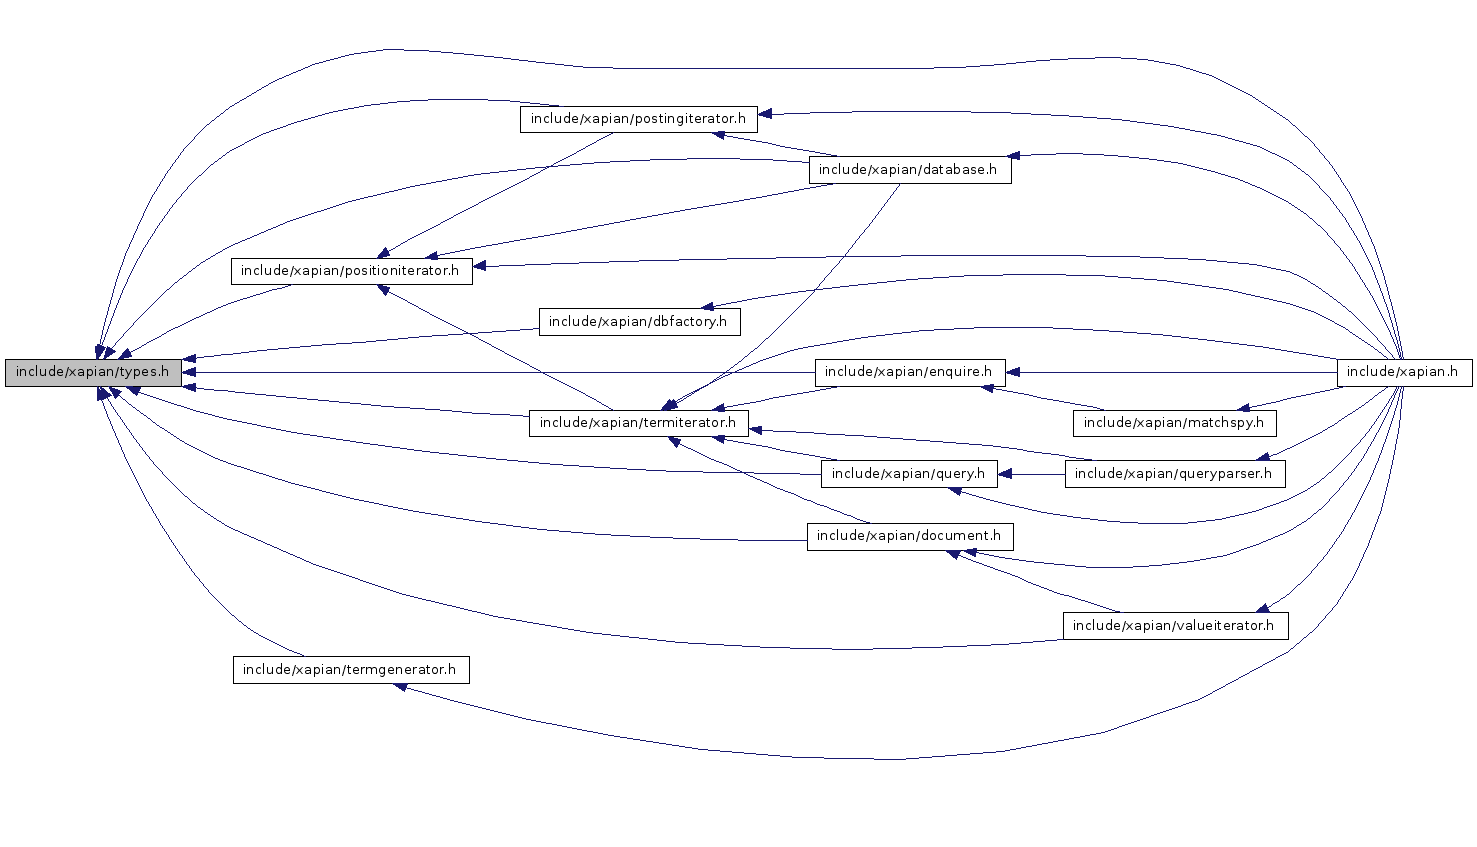 include/xapian/postingiterator.h
include/xapian/database.h
include/xapian/positioniterator.h
include/xapian/dbfactory.h
include/xapian/types.h
include/xapian/enquire.h
include/xapian.h
include/xapian/termiterator.h
include/xapian/matchspy.h
include/xapian/query.h
include/xapian/queryparser.h
include/xapian/document.h
include/xapian/valueiterator.h
include/xapian/termgenerator.h